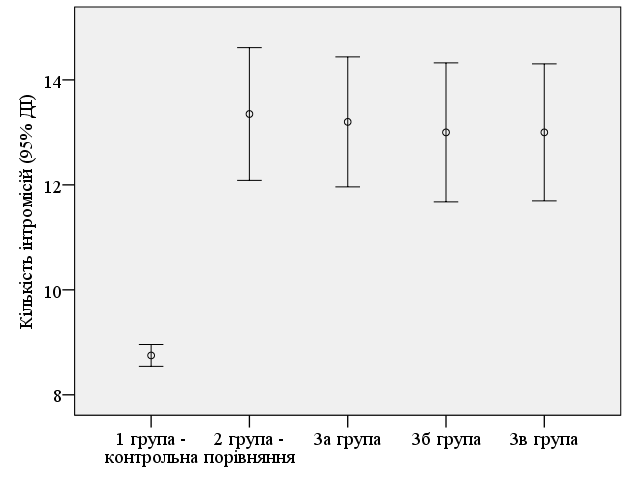 Кількість інтромісій (95% ДІ)
14
12
10
8
1 група - 2 група - 3а група 3б група 3в група
контрольна порівняння